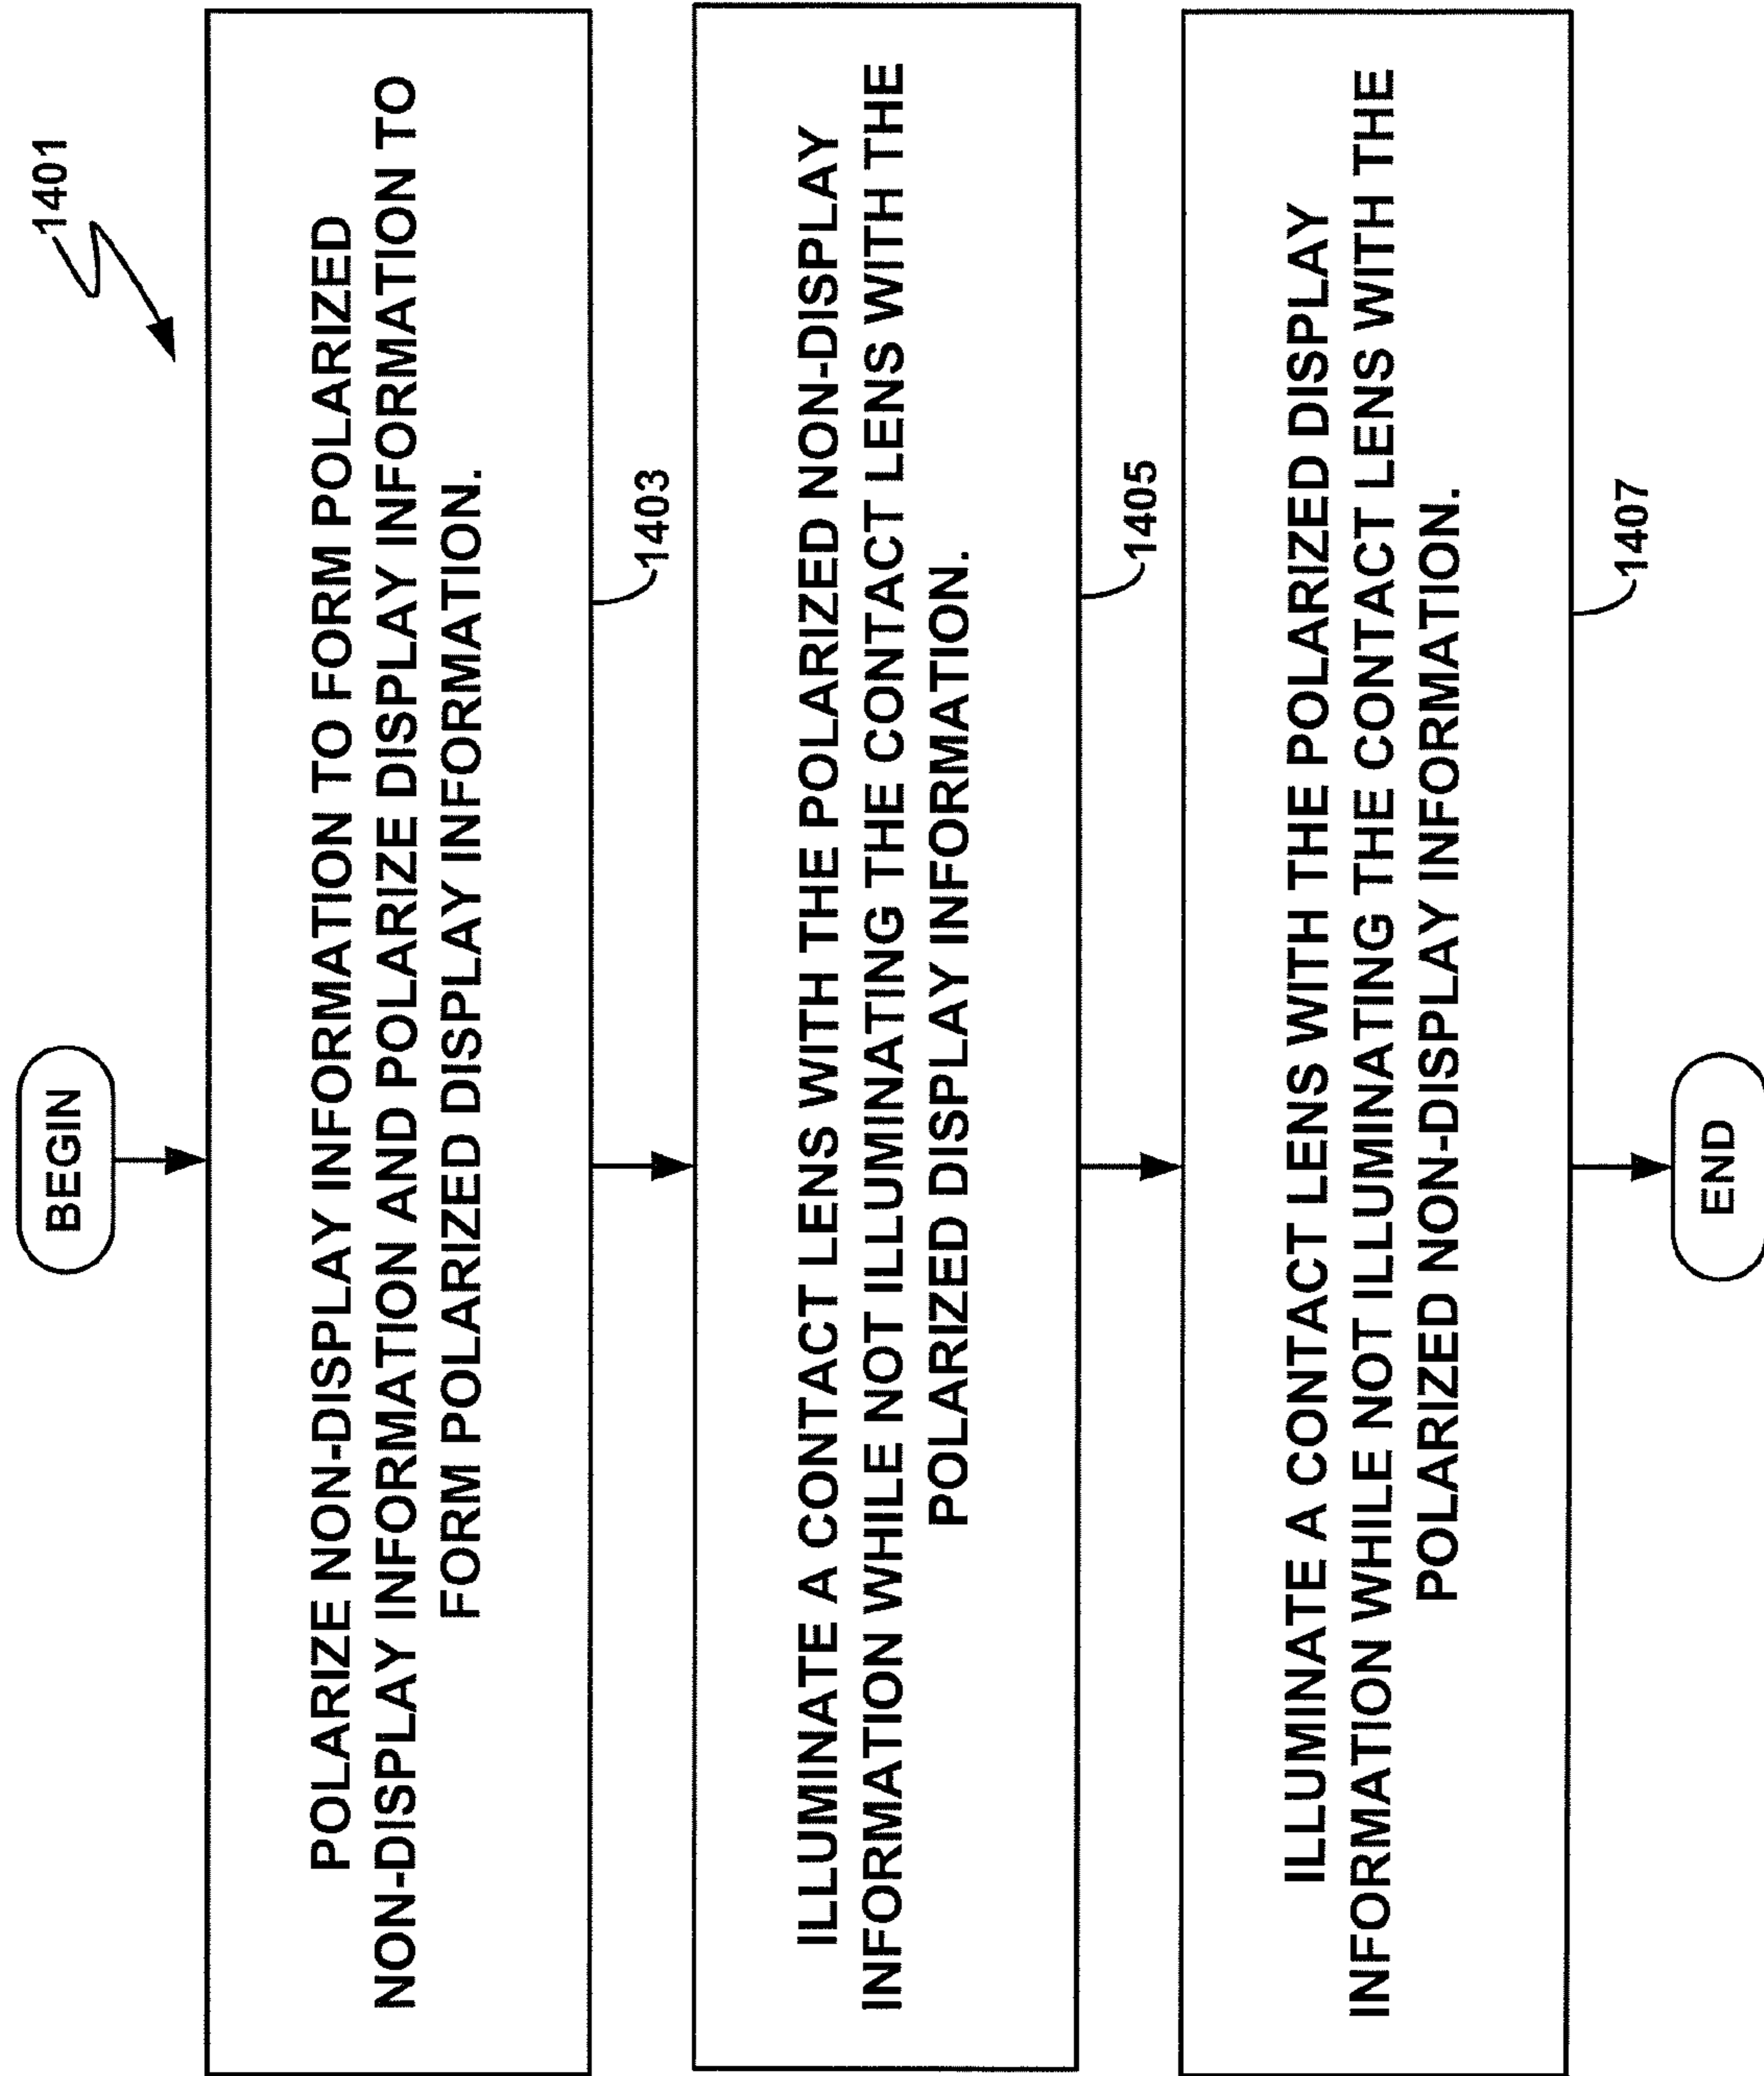 1401
BEGIN
POLARIZE NON-DISPLAY INFORMATION TO FORM POLARIZED
NON-DISPLAY INFORMATION AND POLARIZE DISPLAY INFORMATION TO
FORM POLARIZED DISPLAY INFORMATION.
1403
ILLUMINATE A CONTACT LENS WITH THE POLARIZED NON-DISPLAY
INFORMATION WHILE NOT ILLUMINATING THE CONTACT LENS WITH THE
POLARIZED DISPLAY INFORMATION.
1405
ILLUMINATE A CONTACT LENS WITH THE POLARIZED DISPLAY
INFORMATION WHILE NOT ILLUMINATING THE CONTACT LENS WITH THE
POLARIZED NON-DISPLAY INFORMATION.
1407
END